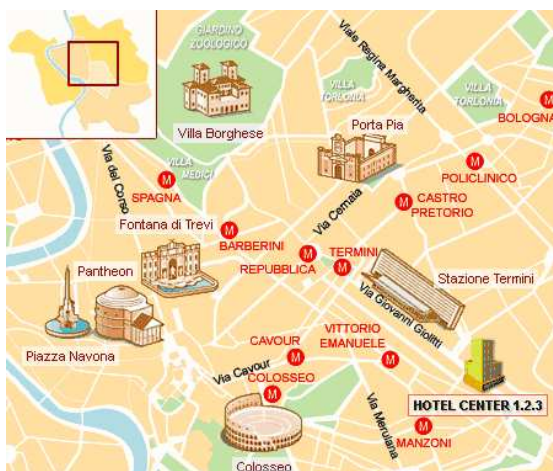 GIARDINO
ZOOLOGICO
Viale Regina Margherita
VILLA
TORLONIA
VILLA
TORLONIA
BOLOGNA
M
Villa Borghese
Porta Pia
Via del Corso
VILLA
MEDICI
M
SPAGNA
M
POLICLINICO
M
CASTRO
PRETORIO
Via Cernaia
Fontana di Trevi
M
BARBERINI
M
REPUBBLICA
TERMINI
M
Pantheon
Stazione Termini
Via Giovanni Giolitti
Piazza Navona
CAVOUR
M
VITTORIO
EMANUELE
M
Via Cavour
COLOSSEO
M
HOTEL CENTER 1.2.3
Via Merulana
M
MANZONI
Colosseo